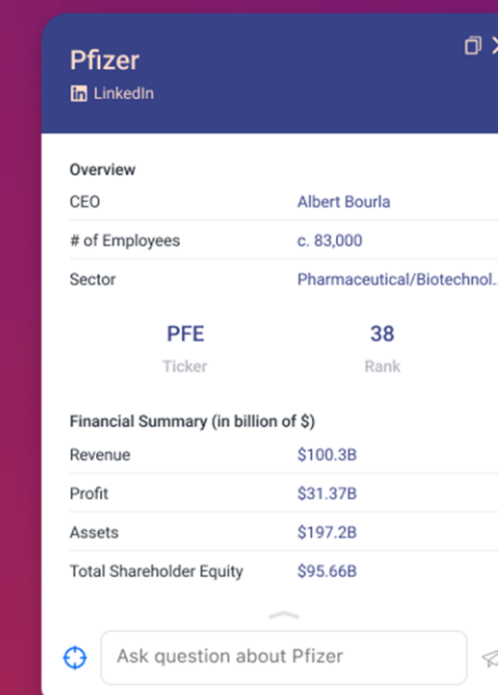 Pfizer
LinkedIn
Overview
CEO Albert Bourla
# of Employees c. 83,000
Sector Pharmaceutical/Biotechnol..
PFE 38
Ticker Rank
Financial Summary (in billion of $)
Revenue $100.3B
Profit $31.37B
Assets $197.2B
Total Shareholder Equity $95.66B
Ask question about Pfizer